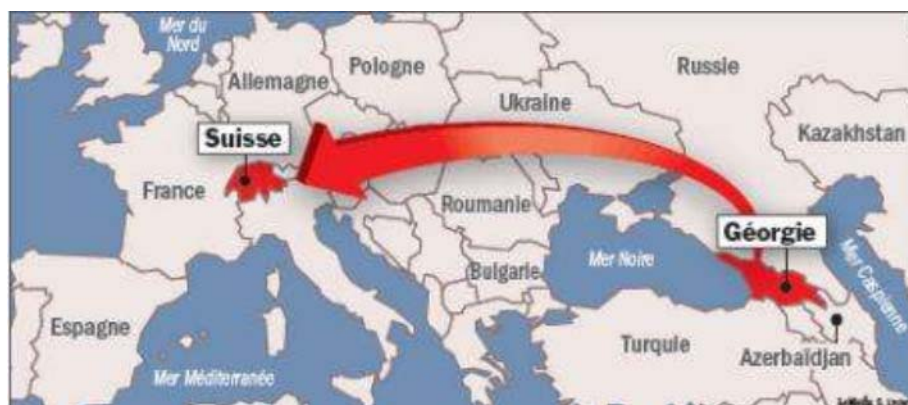 Mer du
Nord
Allemagne
Pologne
Russie
Ukraine
Kazakhstan
Suisse
France
Roumanie
Géorgie
Mer Caspienne
Bulgarie
Mer Noire
Espagne
Turquie
Azerbaïdjan
Mer Méditerranée